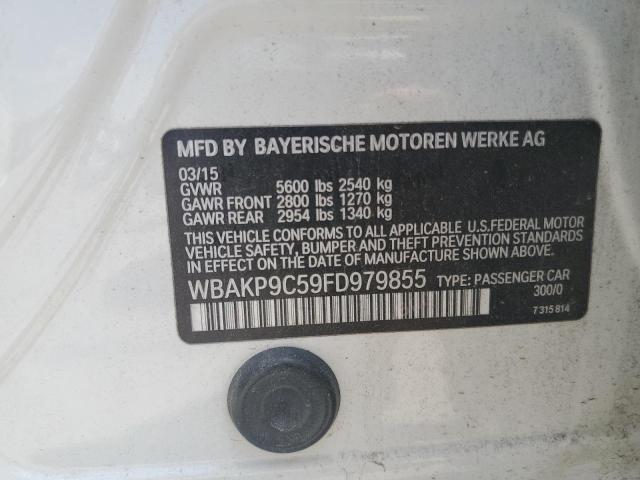 MFD BY BAYERISCHE MOTOREN WERKE AG
03/15
GVWR 5600 lbs 2540 kg
GAWR FRONT 2800 lbs 1270 kg
GAWR REAR 2954 lbs 1340 kg
THIS VEHICLE CONFORMS TO ALL APPLICABLE U.S.FEDERAL MOTOR
VEHICLE SAFETY, BUMPER AND THEFT PREVENTION STANDARDS
IN EFFECT ON THE DATE OF MANUFACTURE SHOWN ABOVE.
WBAKP9C59FD979855 TYPE: PASSENGER CAR
300/0
7 315 814